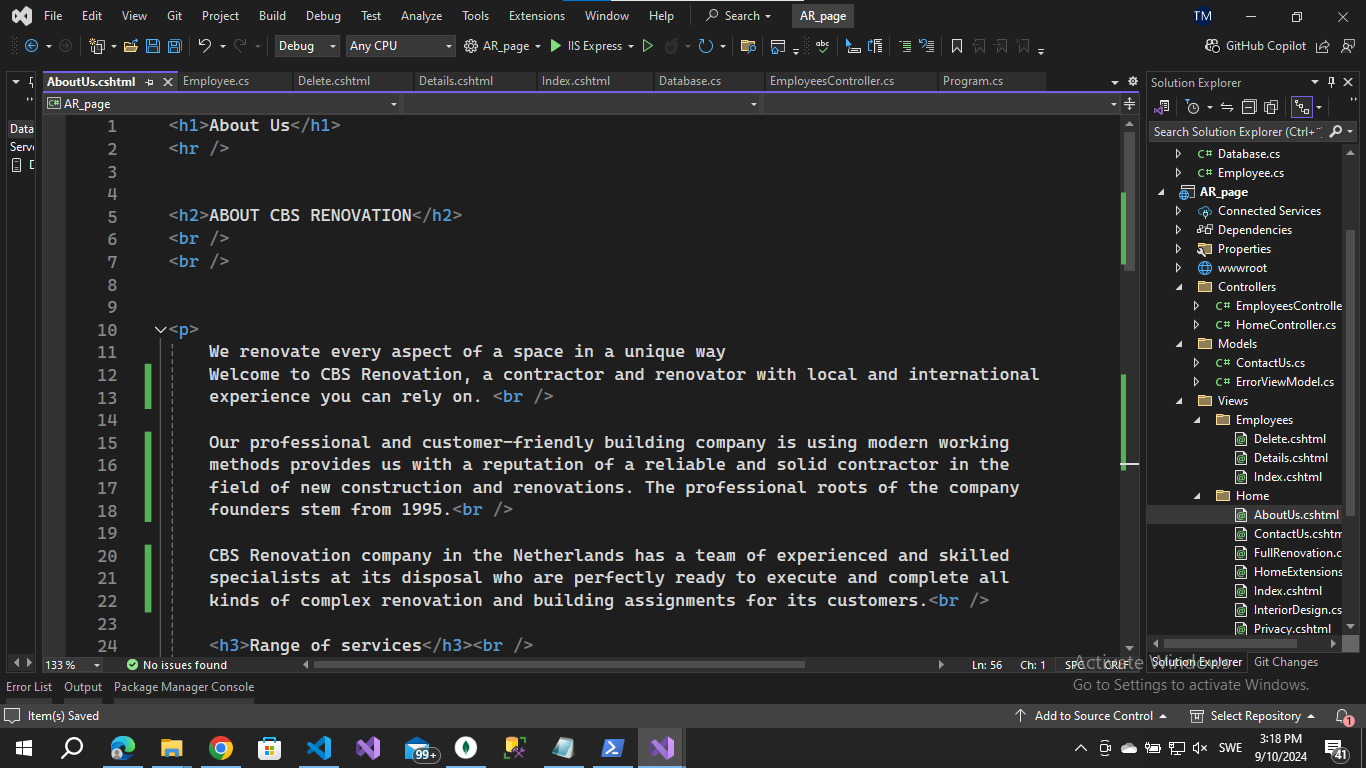 File Edit View Git Project Build Debug Test Analyze Tools Extensions Window Help Search AR_page TM
Debug Any CPU AR_page IIS Express GitHub Copilot
AboutUs.cshtml Employee.cs Delete.cshtml Details.cshtml Index.cshtml Database.cs EmployeesController.cs Program.cs
AR_page
Data
Serve
D
1 <h1>About Us</h1>
2 <hr />
3
4
5 <h2>ABOUT CBS RENOVATION</h2>
6 <br />
7 <br />
8
9
10 <p>
11 We renovate every aspect of a space in a unique way
12 Welcome to CBS Renovation, a contractor and renovator with local and international
13 experience you can rely on. <br />
14
15 Our professional and customer-friendly building company is using modern working
16 methods provides us with a reputation of a reliable and solid contractor in the
17 field of new construction and renovations. The professional roots of the company
18 founders stem from 1995.<br />
19
20 CBS Renovation company in the Netherlands has a team of experienced and skilled
21 specialists at its disposal who are perfectly ready to execute and complete all
22 kinds of complex renovation and building assignments for its customers.<br />
23
24 <h3>Range of services</h3><br />
133 % No issues found Ln: 56 Ch: 1 SPC CRLF
Solution Explorer
Search Solution Explorer (Ctrl+
C# Database.cs
C# Employee.cs
AR_page
Connected Services
Dependencies
Properties
wwwroot
Controllers
C# EmployeesControlle
C# HomeController.cs
Models
C# ContactUs.cs
C# ErrorViewModel.cs
Views
Employees
Delete.cshtml
Details.cshtml
Index.cshtml
Home
AboutUs.cshtml
ContactUs.cshtm
FullRenovation.c
HomeExtensions
Index.cshtml
InteriorDesign.cs
Privacy.cshtml
Solution Explorer Git Changes
Activate Windows
Go to Settings to activate Windows.
Error List Output Package Manager Console
Item(s) Saved Add to Source Control Select Repository 1
99+ SWE 3:18 PM
9/10/2024 41